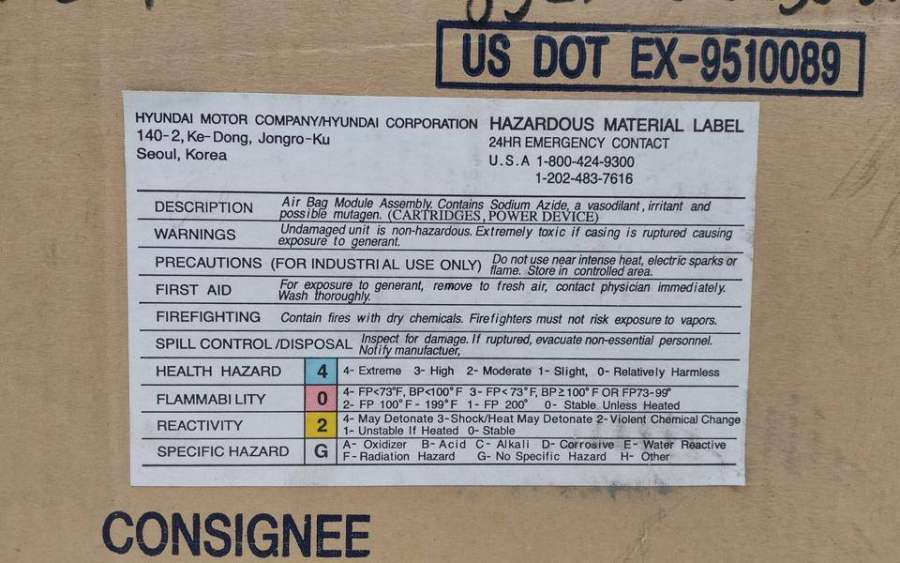 US DOT EX-9510089
HYUNDAI MOTOR COMPANY/HYUNDAI CORPORATION
140-2, Ke-Dong, Jongro-Ku
Seoul, Korea
HAZARDOUS MATERIAL LABEL
24HR EMERGENCY CONTACT
U.S.A 1-800-424-9300
1-202-483-7616
DESCRIPTION Air Bag Module Assembly. Contains Sodium Azide, a vasodilant, irritant and
possible mutagen. (CARTRIDGES, POWER DEVICE)
WARNINGS Undamaged unit is non-hazardous. Extremely toxic if casing is ruptured causing
exposure to generant.
PRECAUTIONS (FOR INDUSTRIAL USE ONLY) Do not use near intense heat, electric sparks or
flame. Store in controlled area.
FIRST AID For exposure to generant, remove to fresh air, contact physician immediately.
Wash thoroughly.
FIREFIGHTING Contain fires with dry chemicals. Firefighters must not risk exposure to vapors.
SPILL CONTROL/DISPOSAL Inspect for damage. If ruptured, evacuate non-essential personnel.
Notify manufactuer,
HEALTH HAZARD 4 4- Extreme 3- High 2- Moderate 1- Slight, 0- Relatively Harmless
FLAMMABILITY 0 4- FP<73°F, BP<100°F 3- FP<73°F, BP≥100°F OR FP73-99°
2- FP 100°F - 199°F 1- FP 200° 0- Stable Unless Heated
REACTIVITY 2 4- May Detonate 3-Shock/Heat May Detonate 2-Violent Chemical Change
1- Unstable If Heated 0- Stable
SPECIFIC HAZARD G A- Oxidizer B- Acid C- Alkali D- Corrosive E- Water Reactive
F- Radiation Hazard G- No Specific Hazard H- Other
CONSIGNEE